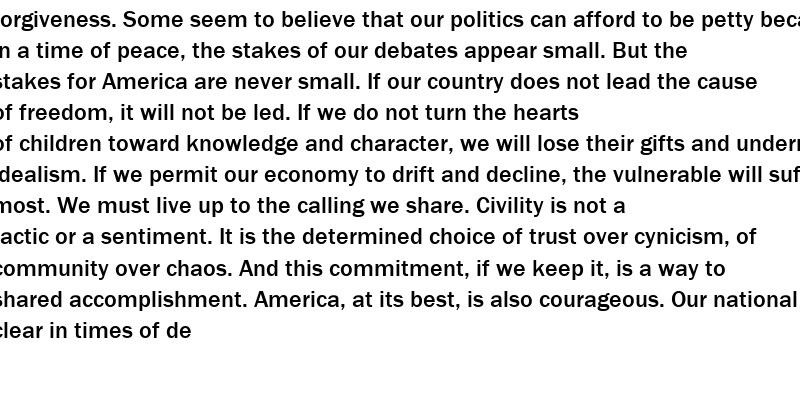 orgiveness. Some seem to believe that our politics can afford to be petty beca
n a time of peace, the stakes of our debates appear small. But the
stakes for America are never small. If our country does not lead the cause
of freedom, it will not be led. If we do not turn the hearts
of children toward knowledge and character, we will lose their gifts and underm
dealism. If we permit our economy to drift and decline, the vulnerable will suf
most. We must live up to the calling we share. Civility is not a
actic or a sentiment. It is the determined choice of trust over cynicism, of
community over chaos. And this commitment, if we keep it, is a way to
shared accomplishment. America, at its best, is also courageous. Our national
clear in times of de